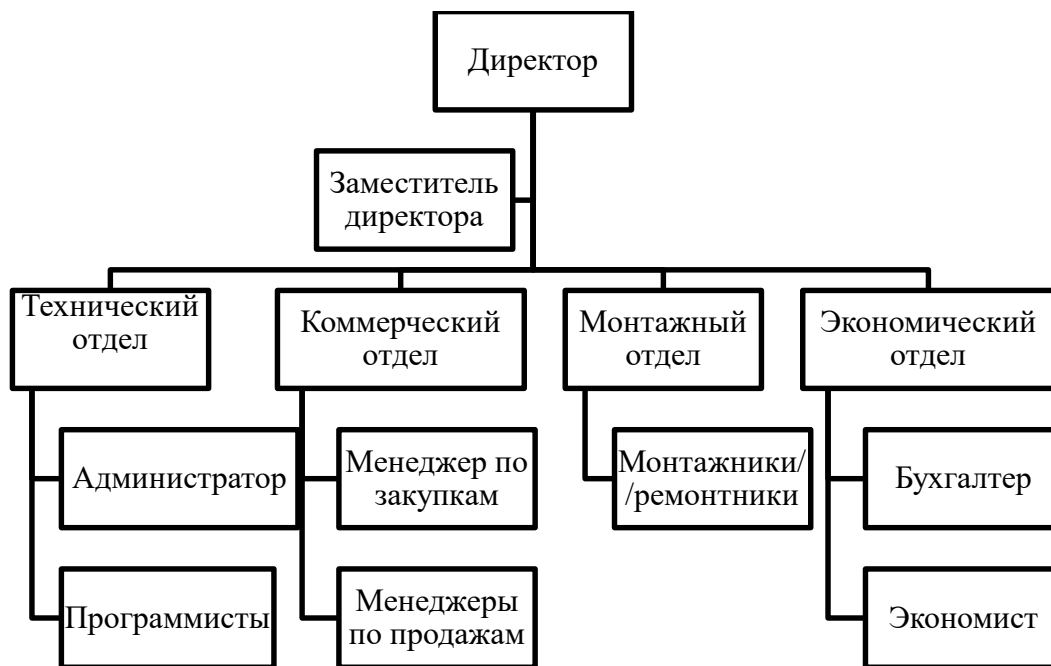 Директор
Заместитель
директора
Технический
отдел
Коммерческий
отдел
Монтажный
отдел
Экономический
отдел
Администратор
Менеджер по
закупкам
Монтажники/
/ремонтники
Бухгалтер
Программисты
Менеджеры
по продажам
Экономист